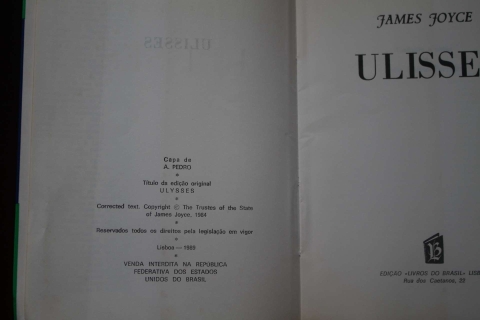 Capa de
A. PEDRO
Título da edição original
ULYSSES
Corrected text: Copyright © The Trustes of the State
of James Joyce, 1984
Reservados todos os direitos pela legislação em vigor
Lisboa — 1989
VENDA INTERDITA NA REPÚBLICA
FEDERATIVA DOS ESTADOS
UNIDOS DO BRASIL
JAMES JOYCE
ULISSE
EDIÇÃO «LIVROS DO BRASIL» LISB
Rua dos Caetanos, 22